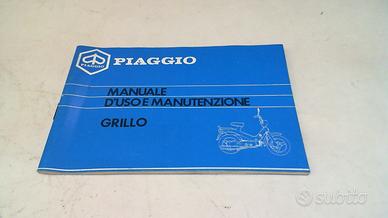 PIAGGIO
PIAGGIO
MANUALE
D'USO E MANUTENZIONE
GRILLO
subito